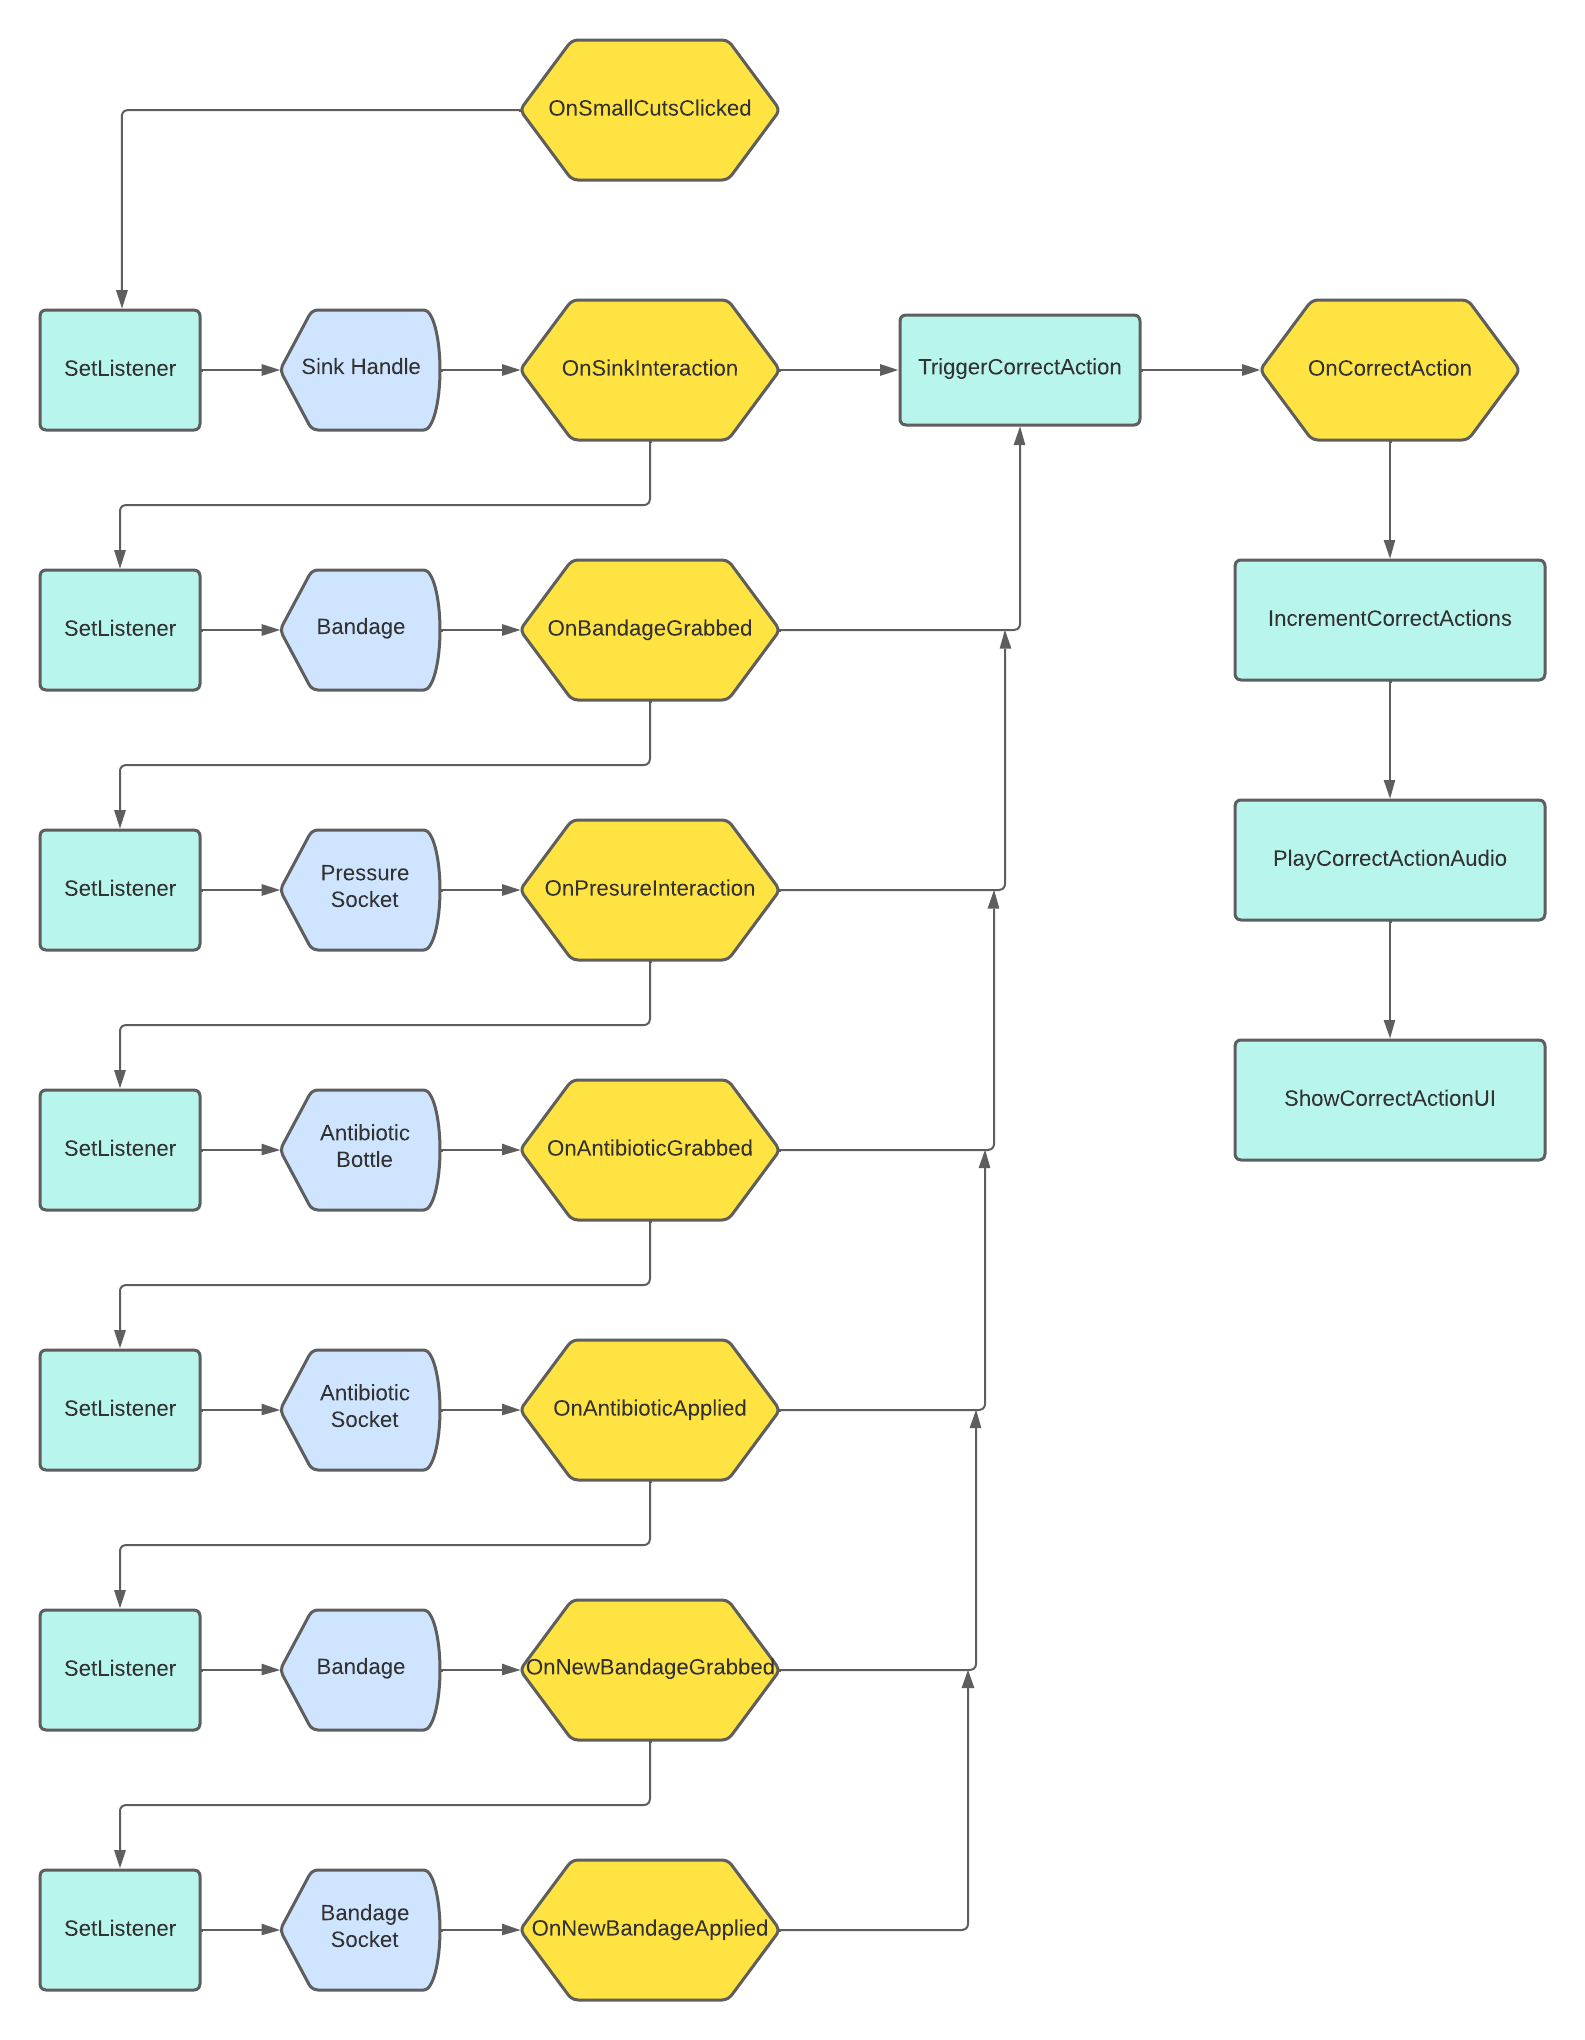 OnSmallCutsClicked
SetListener
Sink Handle
OnSinkInteraction
TriggerCorrectAction
OnCorrectAction
SetListener
Bandage
OnBandageGrabbed
IncrementCorrectActions
SetListener
Pressure
Socket
OnPresureInteraction
PlayCorrectActionAudio
SetListener
Antibiotic
Bottle
OnAntibioticGrabbed
ShowCorrectActionUI
SetListener
Antibiotic
Socket
OnAntibioticApplied
SetListener
Bandage
OnNewBandageGrabbed
SetListener
Bandage
Socket
OnNewBandageApplied